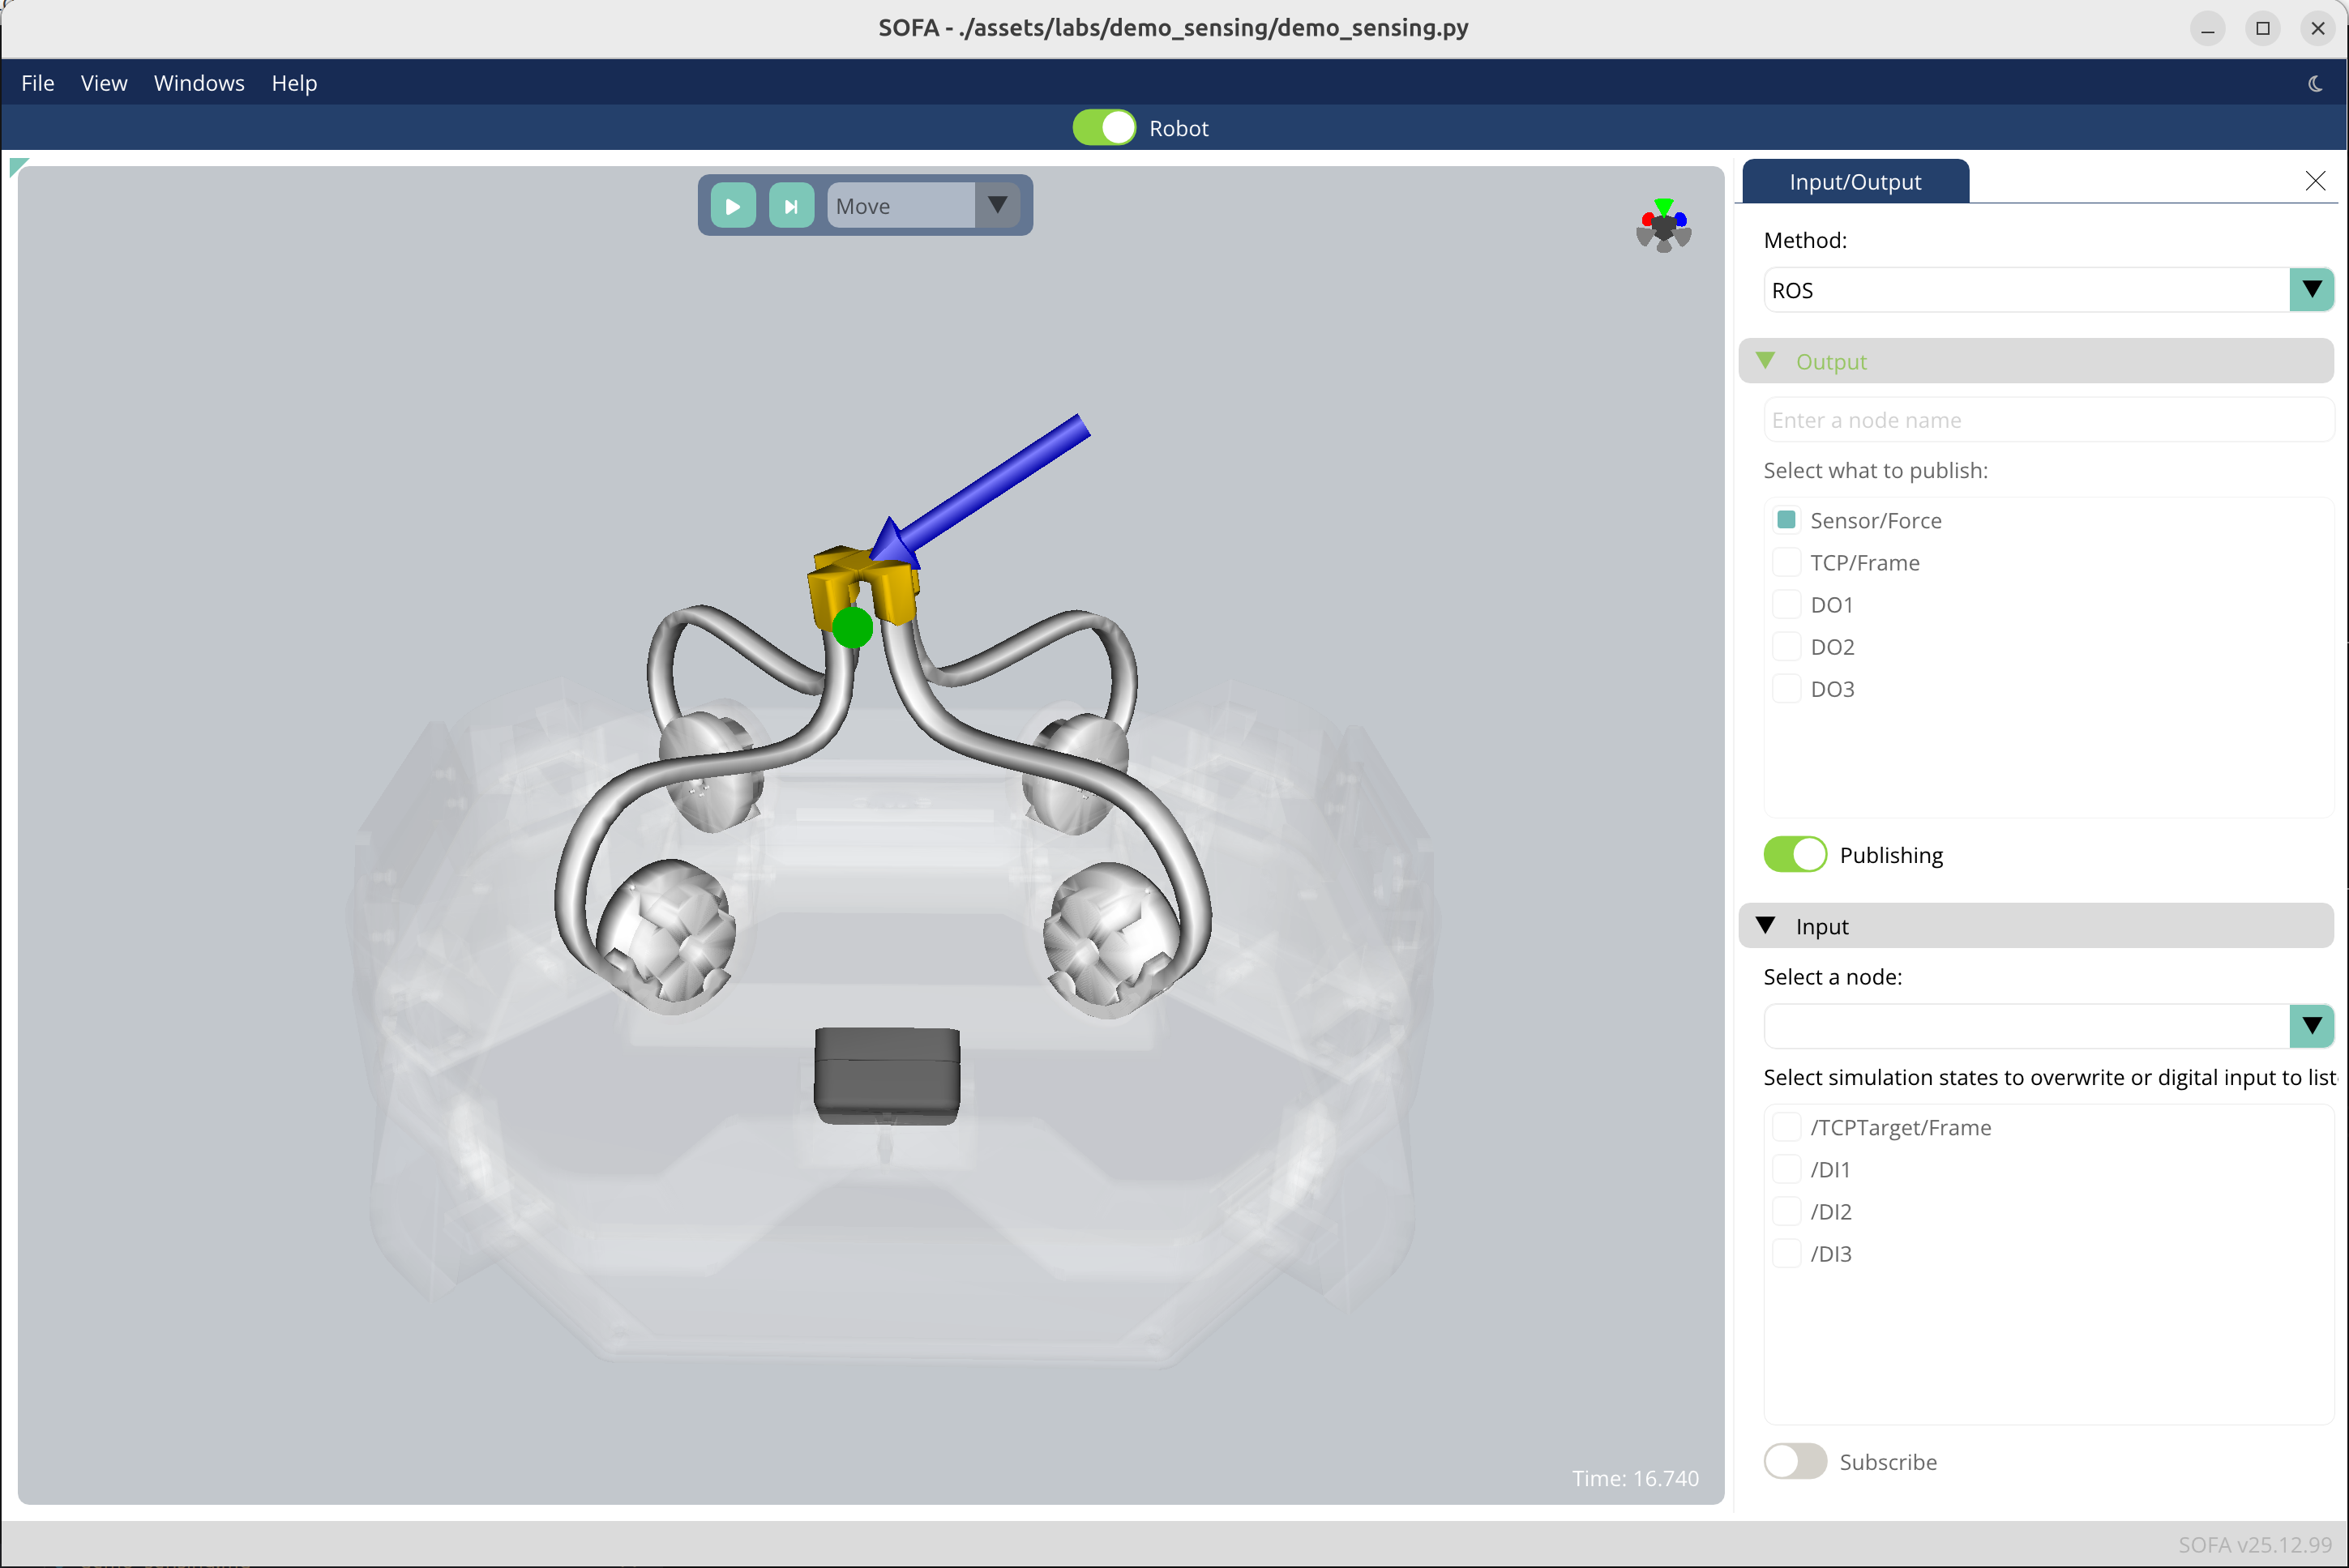 SOFA - ./assets/labs/demo_sensing/demo_sensing.py
File View Windows Help
Robot
Move
Input/Output
Method:
ROS
Output
Enter a node name
Select what to publish:
Sensor/Force
TCP/Frame
DO1
DO2
DO3
Publishing
Input
Select a node:
Select simulation states to overwrite or digital input to list
/TCPTarget/Frame
/DI1
/DI2
/DI3
Subscribe
Time: 16.740
SOFA v25.12.99